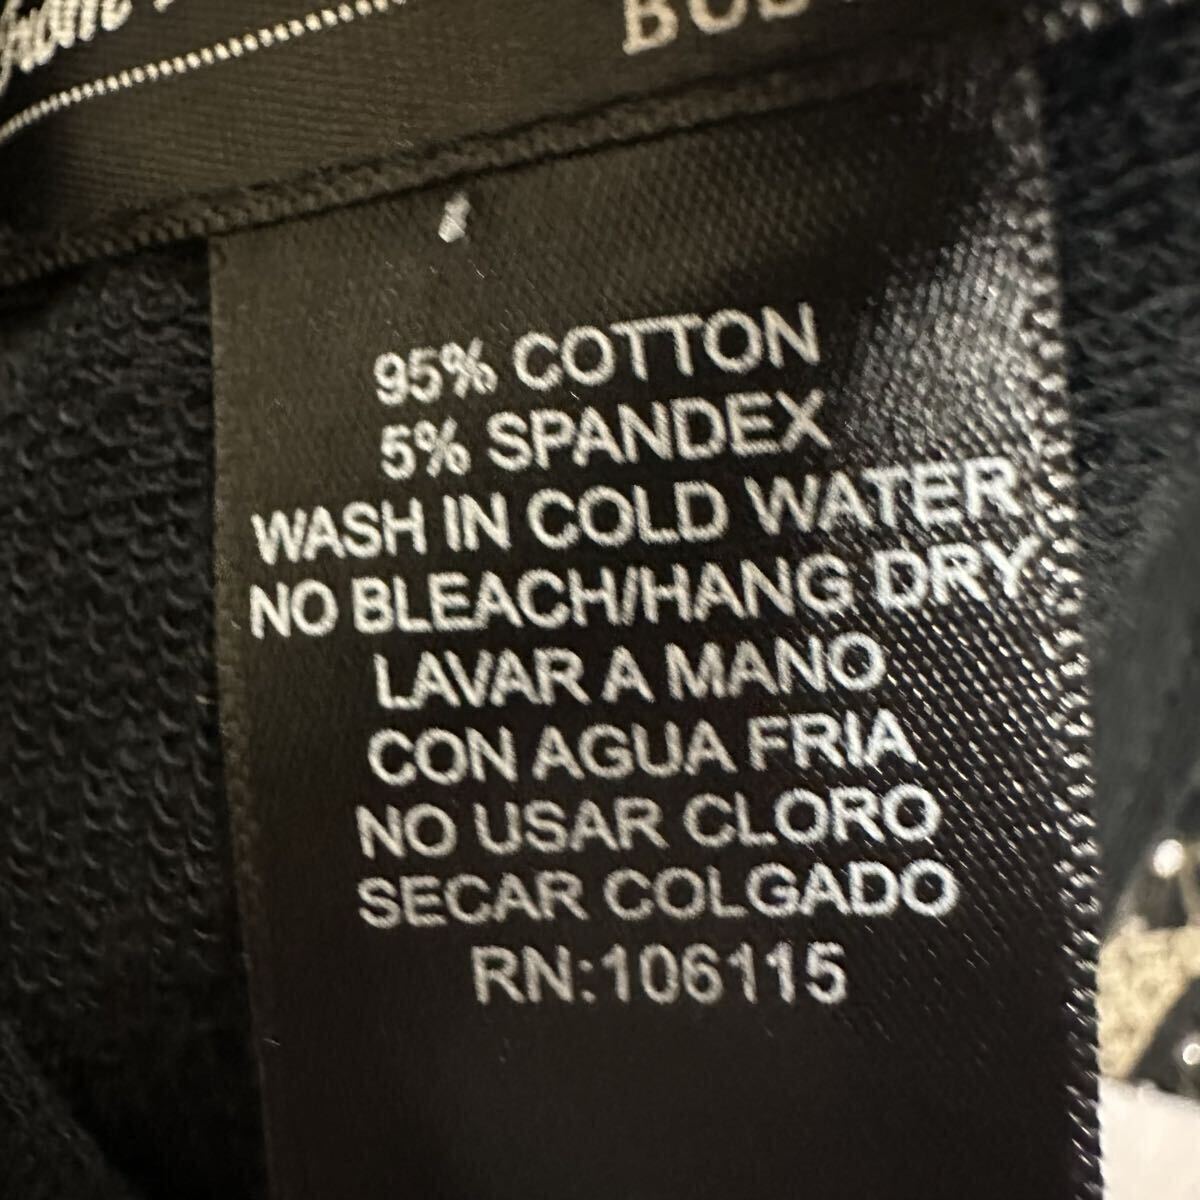 95% COTTON
5% SPANDEX
WASH IN COLD WATER
NO BLEACH/HANG DRY
LAVAR A MANO
CON AGUA FRIA
NO USAR CLORO
SECAR COLGADO
RN:106115